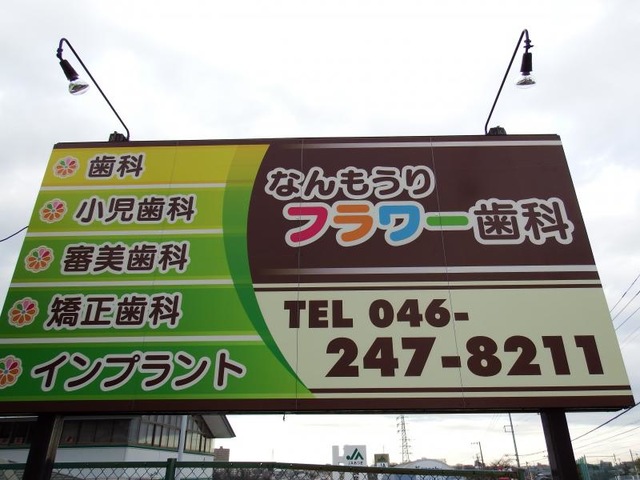 歯科
小児歯科
審美歯科
矯正歯科
インプラント
なんもうり
フラワー歯科
TEL 046-
247-8211
JA